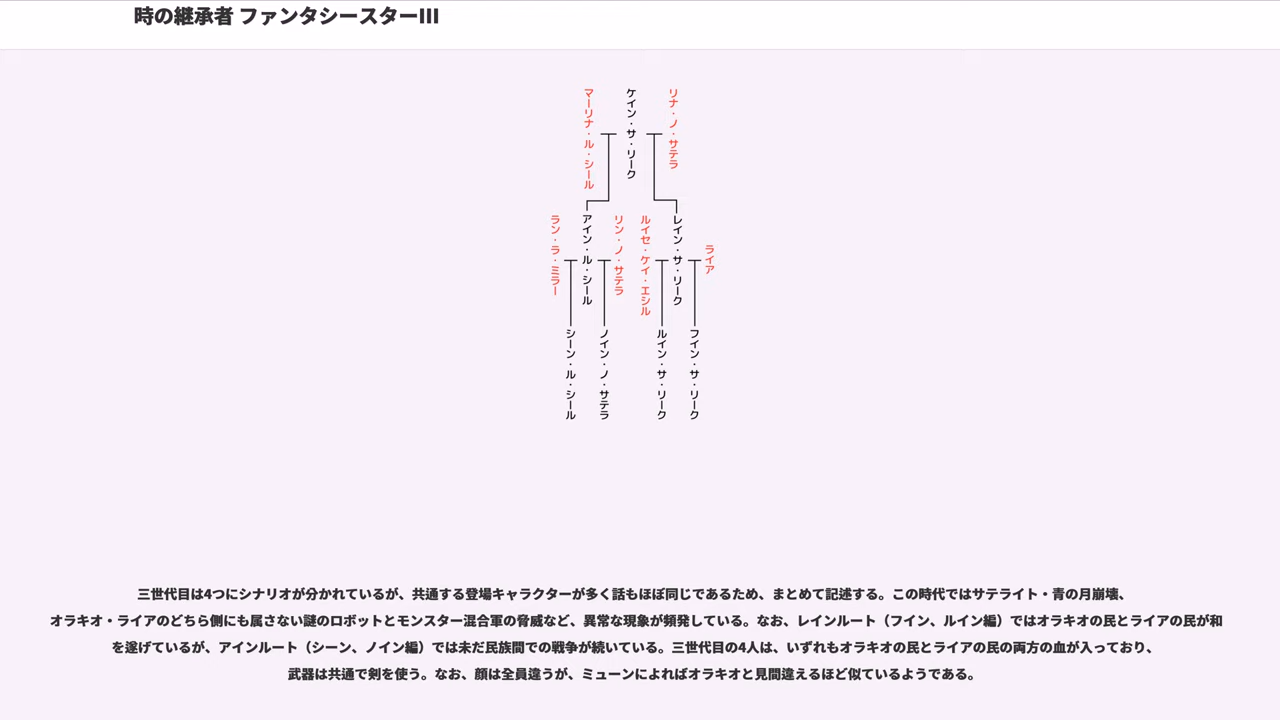 時の継承者 ファンタシースターIII
マーリナ・ル・シール
ケイン・サ・リーク
リナ・ノ・サテラ
ラン・ラ・ミラー
アイン・ル・シール
リン・ノ・サテラ
ルイセ・ケイ・エシル
レイン・サ・リーク
ライア
シーン・ル・シール
ノイン・ノ・サテラ
ルイン・サ・リーク
フイン・サ・リーク
三世代目は4つにシナリオが分かれているが、共通する登場キャラクターが多く話もほぼ同じであるため、まとめて記述する。この時代ではサテライト・青の月崩壊、
オラキオ・ライアのどちら側にも属さない謎のロボットとモンスター混合軍の脅威など、異常な現象が頻発している。なお、レインルート（フイン、ルイン編）ではオラキオの民とライアの民が和
を遂げているが、アインルート（シーン、ノイン編）では未だ民族間での戦争が続いている。三世代目の4人は、いずれもオラキオの民とライアの民の両方の血が入っており、
武器は共通で剣を使う。なお、顔は全員違うが、ミューンによればオラキオと見間違えるほど似ているようである。